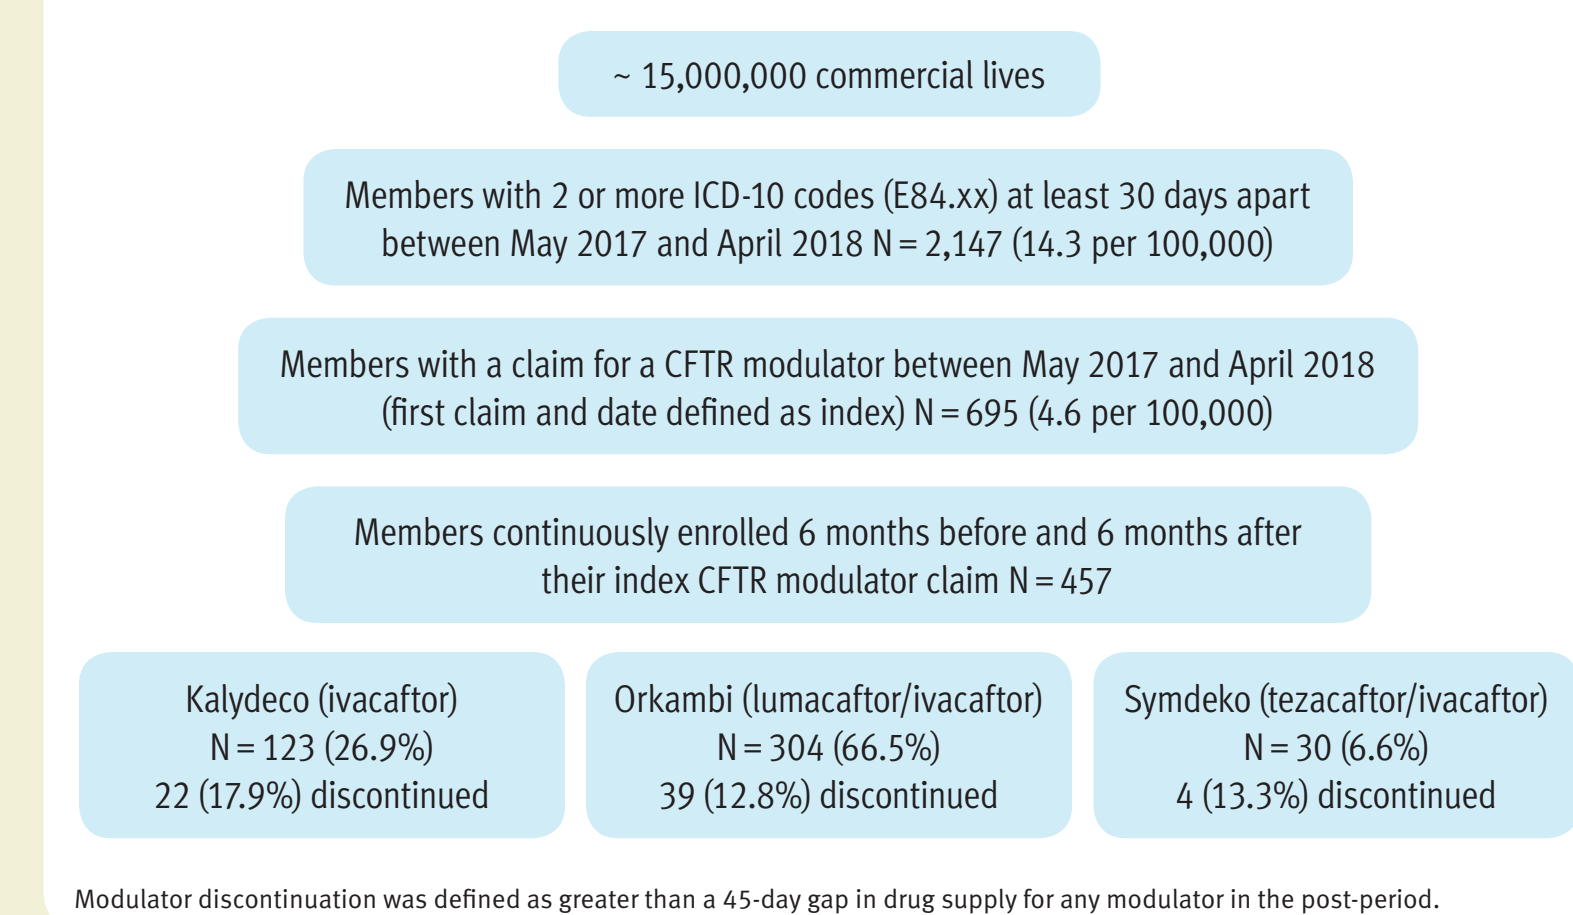 ~ 15,000,000 commercial lives
Members with 2 or more ICD-10 codes (E84.xx) at least 30 days apart
between May 2017 and April 2018 N = 2,147 (14.3 per 100,000)
Members with a claim for a CFTR modulator between May 2017 and April 2018
(first claim and date defined as index) N = 695 (4.6 per 100,000)
Members continuously enrolled 6 months before and 6 months after
their index CFTR modulator claim N = 457
Kalydeco (ivacaftor)
N = 123 (26.9%)
22 (17.9%) discontinued
Orkambi (lumacaftor/ivacaftor)
N = 304 (66.5%)
39 (12.8%) discontinued
Symdeko (tezacaftor/ivacaftor)
N = 30 (6.6%)
4 (13.3%) discontinued
Modulator discontinuation was defined as greater than a 45-day gap in drug supply for any modulator in the post-period.